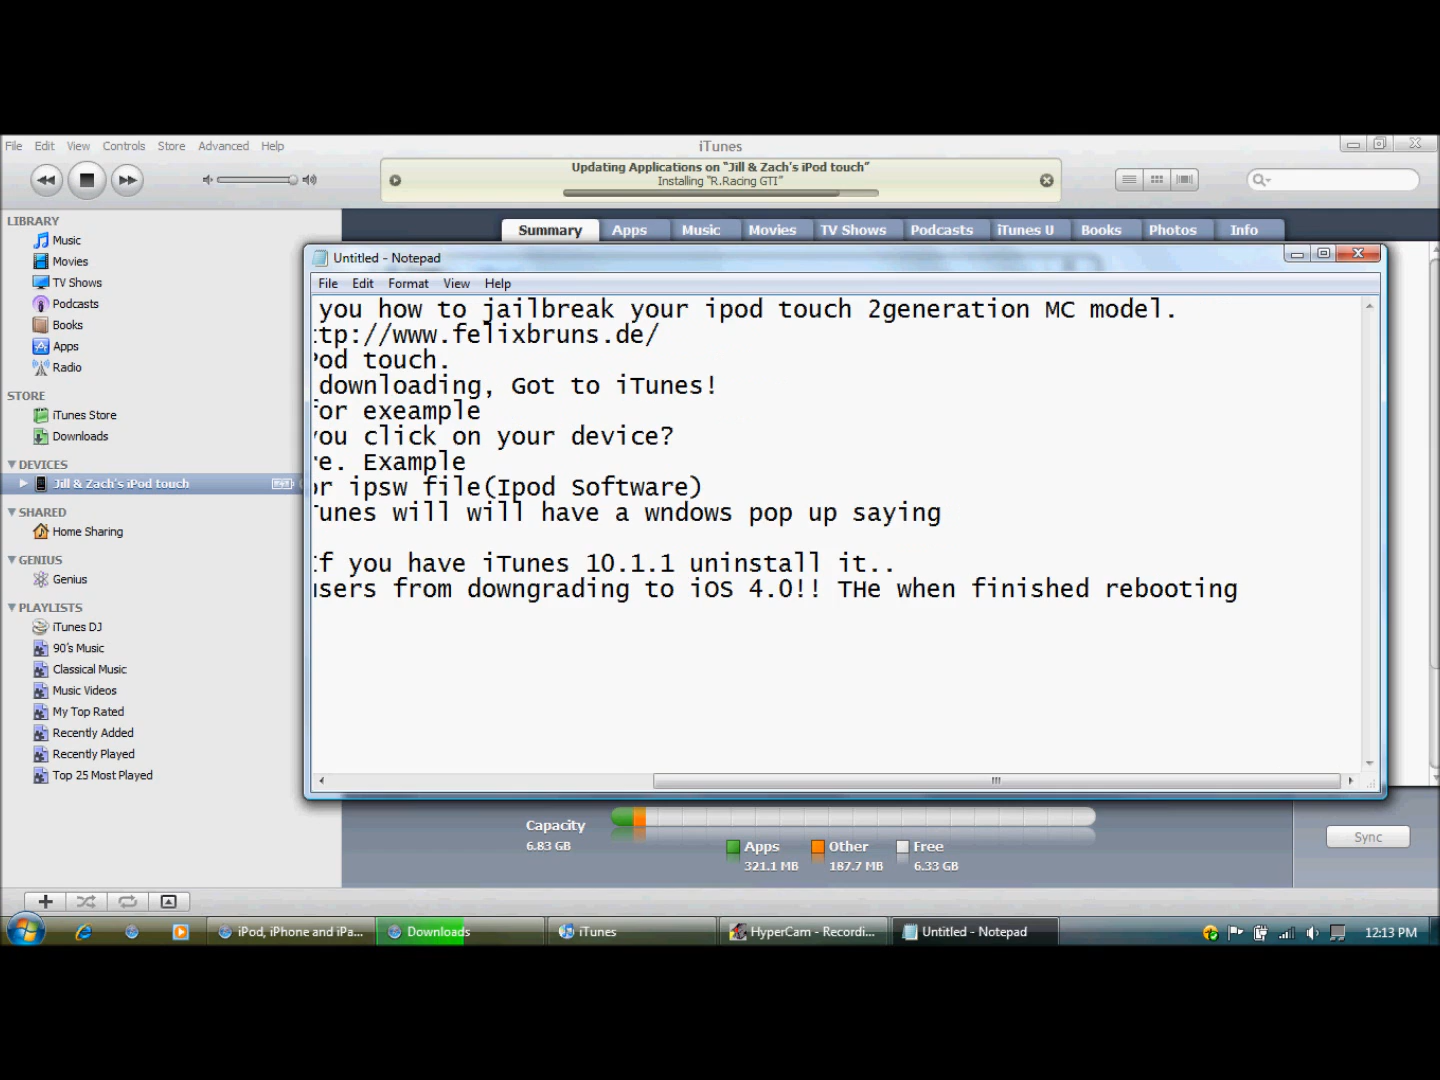 File Edit View Controls Store Advanced Help
iTunes
Updating Applications on "Jill & Zach's iPod touch"
Installing "R.Racing GTI"
LIBRARY
Music
Movies
TV Shows
Podcasts
Books
Apps
Radio
STORE
iTunes Store
Downloads
DEVICES
Jill & Zach's iPod touch
SHARED
Home Sharing
GENIUS
Genius
PLAYLISTS
iTunes DJ
90's Music
Classical Music
Music Videos
My Top Rated
Recently Added
Recently Played
Top 25 Most Played
Summary Apps Music Movies TV Shows Podcasts iTunes U Books Photos Info
Untitled - Notepad
File Edit Format View Help
you how to jailbreak your ipod touch 2generation MC model.
tp://www.felixbruns.de/
od touch.
downloading, Got to iTunes!
for exeample
you click on your device?
re. Example
or ipsw file(Ipod Software)
Tunes will will have a wndows pop up saying
If you have iTunes 10.1.1 uninstall it..
users from downgrading to iOS 4.0!! THe when finished rebooting
Capacity
6.83 GB
Apps
321.1 MB
Other
187.7 MB
Free
6.33 GB
Sync
iPod, iPhone and iPa... Downloads iTunes HyperCam - Recordi... Untitled - Notepad 12:13 PM